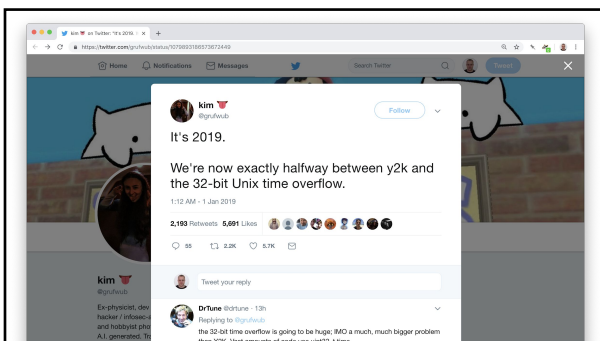 kim 👅 on Twitter: "It's 2019. 
https://twitter.com/grufwub/status/1079693186573672449
Home Notifications Messages Search Twitter Tweet
kim
@grufwub
Follow
It's 2019.
We're now exactly halfway between y2k and
the 32-bit Unix time overflow.
1:12 AM - 1 Jan 2019
2,193 Retweets 5,691 Likes
55 2.2K 5.7K
Tweet your reply
kim
@grufwub
Ex-physicist, dev
hacker / infosec-a
and hobbyist pho
A.I. generated. Tra
DrTune @drtune · 13h
Replying to @grufwub
the 32-bit time overflow is going to be huge; IMO a much, much bigger problem